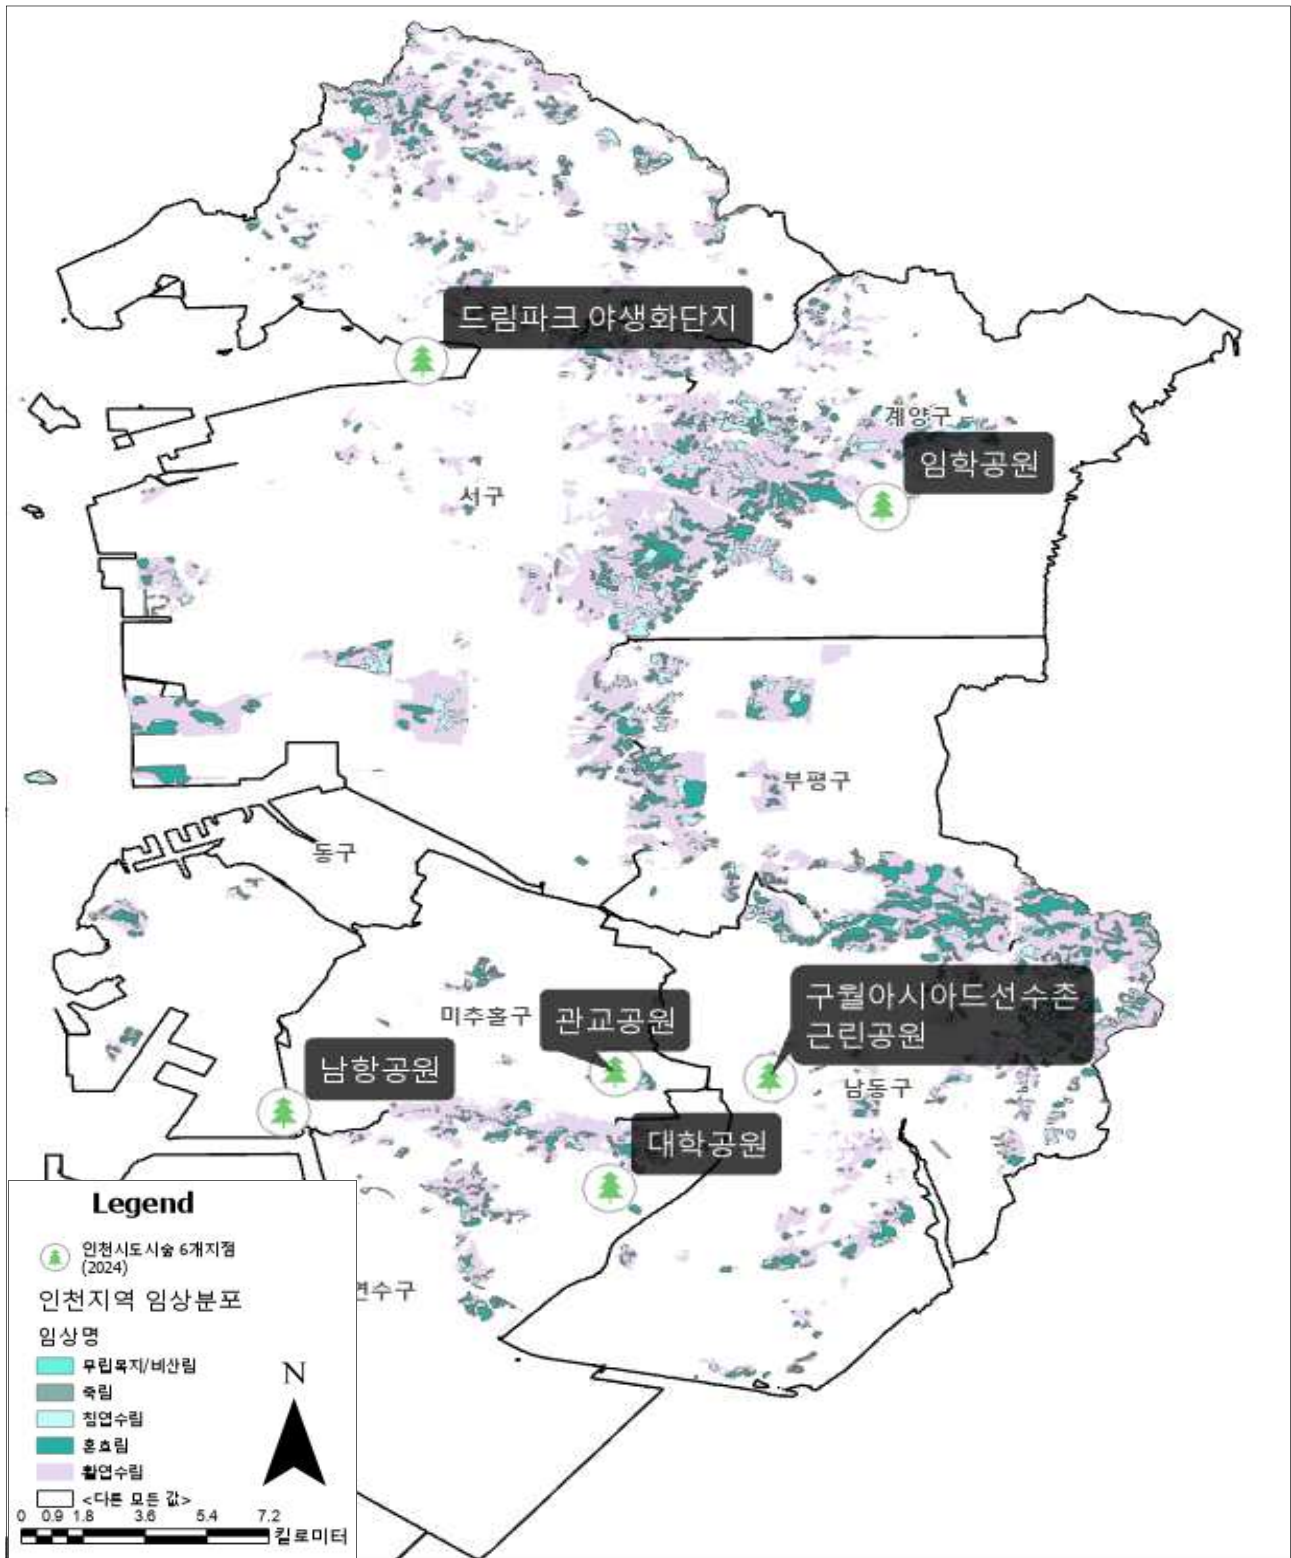 드림파크 야생화단지
계양구
임학공원
서구
부평구
동구
구월아시아드선수촌
근린공원
미추홀구
관교공원
남항공원
남동구
대학공원
Legend
인천시도시숲 6개지점
(2024)
연수구
인천지역 임상분포
임상명
무립목지/비산림
N
죽림
침엽수림
혼효림
활엽수림
<다른 모든 값>
0 0.9 1.8 3.6 5.4 7.2
킬로미터